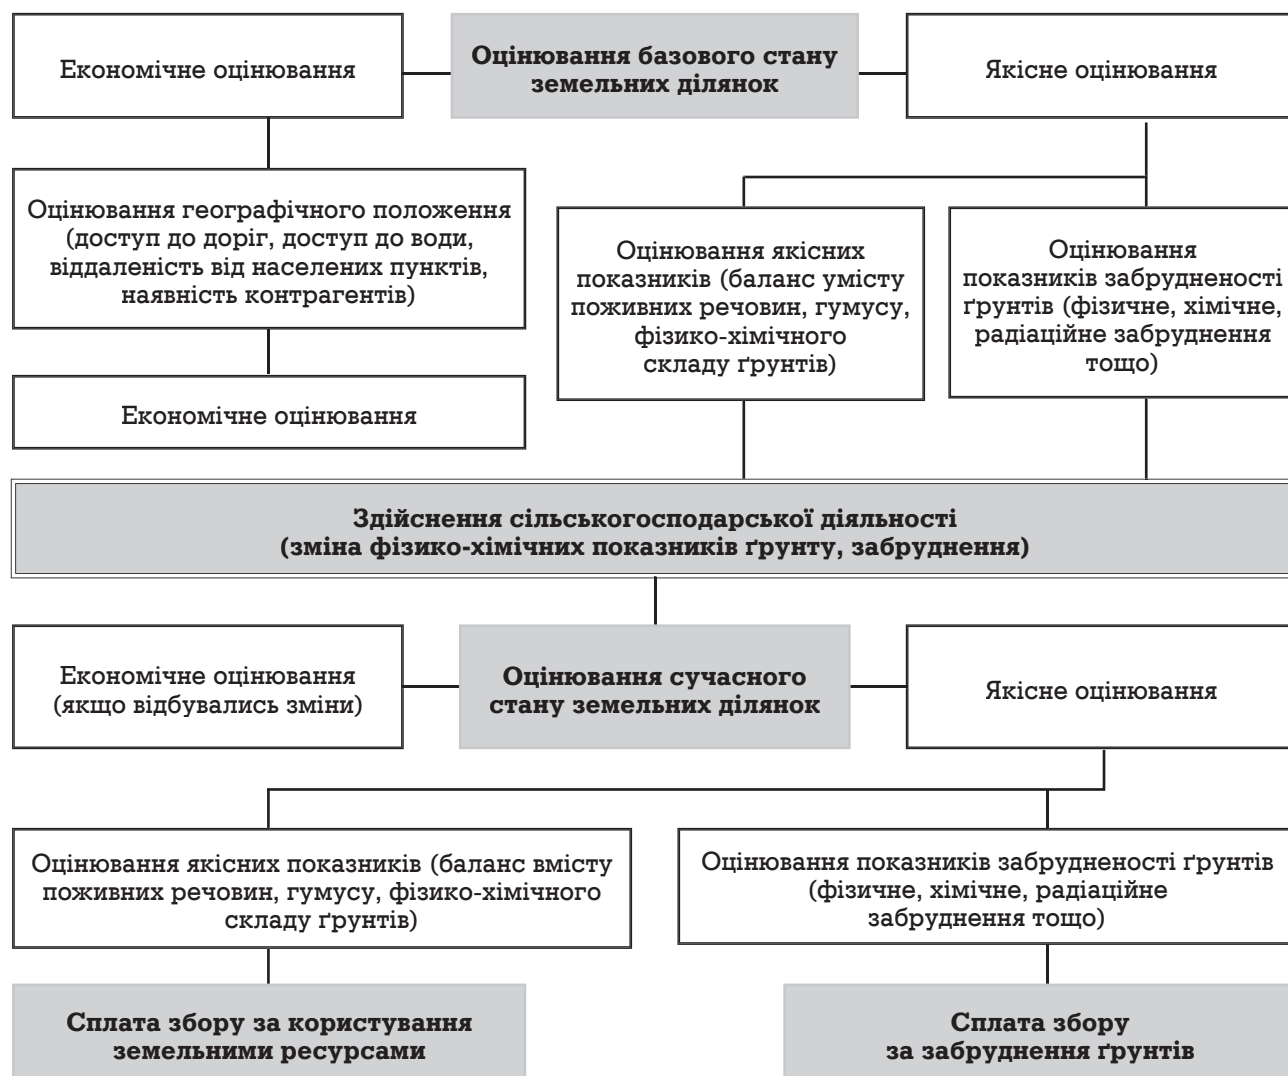 Економічне оцінювання
Оцінювання базового стану
земельних ділянок
Якісне оцінювання
Оцінювання географічного положення
(доступ до доріг, доступ до води,
віддаленість від населених пунктів,
наявність контрагентів)
Економічне оцінювання
Оцінювання якісних
показників (баланс умісту
поживних речовин, гумусу,
фізико-хімічного
складу ґрунтів)
Оцінювання
показників забрудненості
ґрунтів (фізичне, хімічне,
радіаційне забруднення
тощо)
Здійснення сільськогосподарської діяльності
(зміна фізико-хімічних показників ґрунту, забруднення)
Економічне оцінювання
(якщо відбувались зміни)
Оцінювання сучасного
стану земельних ділянок
Якісне оцінювання
Оцінювання якісних показників (баланс вмісту
поживних речовин, гумусу, фізико-хімічного
складу ґрунтів)
Оцінювання показників забрудненості ґрунтів
(фізичне, хімічне, радіаційне
забруднення тощо)
Сплата збору за користування
земельними ресурсами
Сплата збору
за забруднення ґрунтів